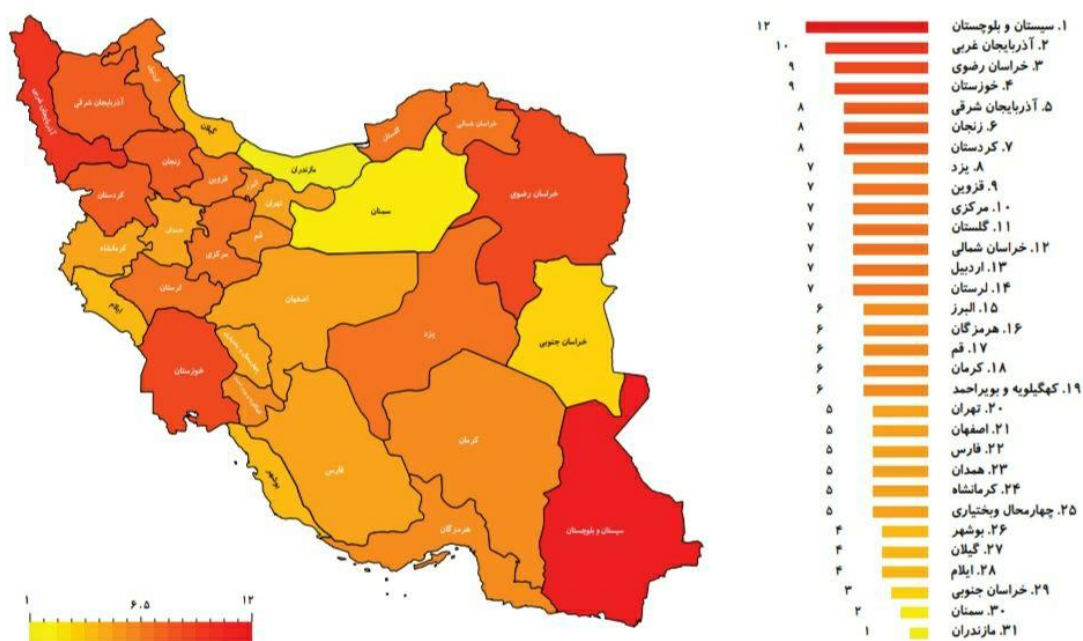 ۱. سیستان و بلوچستان ۱۲
۲. آذربایجان غربی ۱۰
۳. خراسان رضوی ۹
۴. خوزستان ۹
۵. آذربایجان شرقی ۸
۶. زنجان ۸
۷. کردستان ۸
۸. یزد ۷
۹. قزوین ۷
۱۰. مرکزی ۷
۱۱. گلستان ۷
۱۲. خراسان شمالی ۷
۱۳. اردبیل ۷
۱۴. لرستان ۷
۱۵. البرز ۶
۱۶. هرمزگان ۶
۱۷. قم ۶
۱۸. کرمان ۶
۱۹. کهگیلویه و بویراحمد ۶
۲۰. تهران ۵
۲۱. اصفهان ۵
۲۲. فارس ۵
۲۳. همدان ۵
۲۴. کرمانشاه ۵
۲۵. چهارمحال وبختیاری ۵
۲۶. بوشهر ۴
۲۷. گیلان ۴
۲۸. ایلام ۴
۲۹. خراسان جنوبی ۳
۳۰. سمنان ۲
۳۱. مازندران ۱
اردبیل
آذربایجان شرقی
آذربایجان غربی
گیلان
خراسان شمالی
گلستان
زنجان
مازندران
قزوین
البرز
کردستان
تهران
خراسان رضوی
سمنان
همدان
قم
کرمانشاه
مرکزی
لرستان
اصفهان
ایلام
یزد
خراسان جنوبی
چهارمحال و بختیاری
خوزستان
کرمان
فارس
بوشهر
هرمزگان
سیستان و بلوچستان
۱ ۶.۵ ۱۲